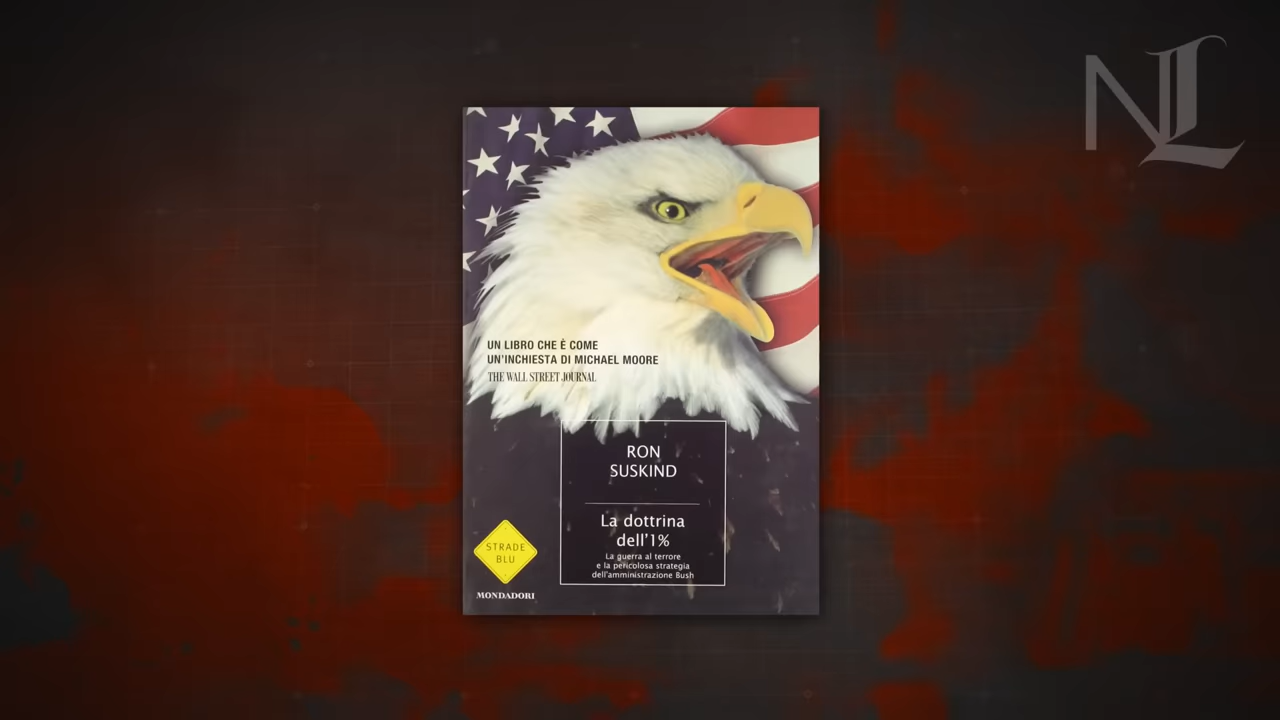 NL
UN LIBRO CHE È COME
UN'INCHIESTA DI MICHAEL MOORE
THE WALL STREET JOURNAL
RON
SUSKIND
La dottrina
dell'1%
La guerra al terrore
e la pericolosa strategia
dell'amministrazione Bush
STRADE
BLU
MONDADORI